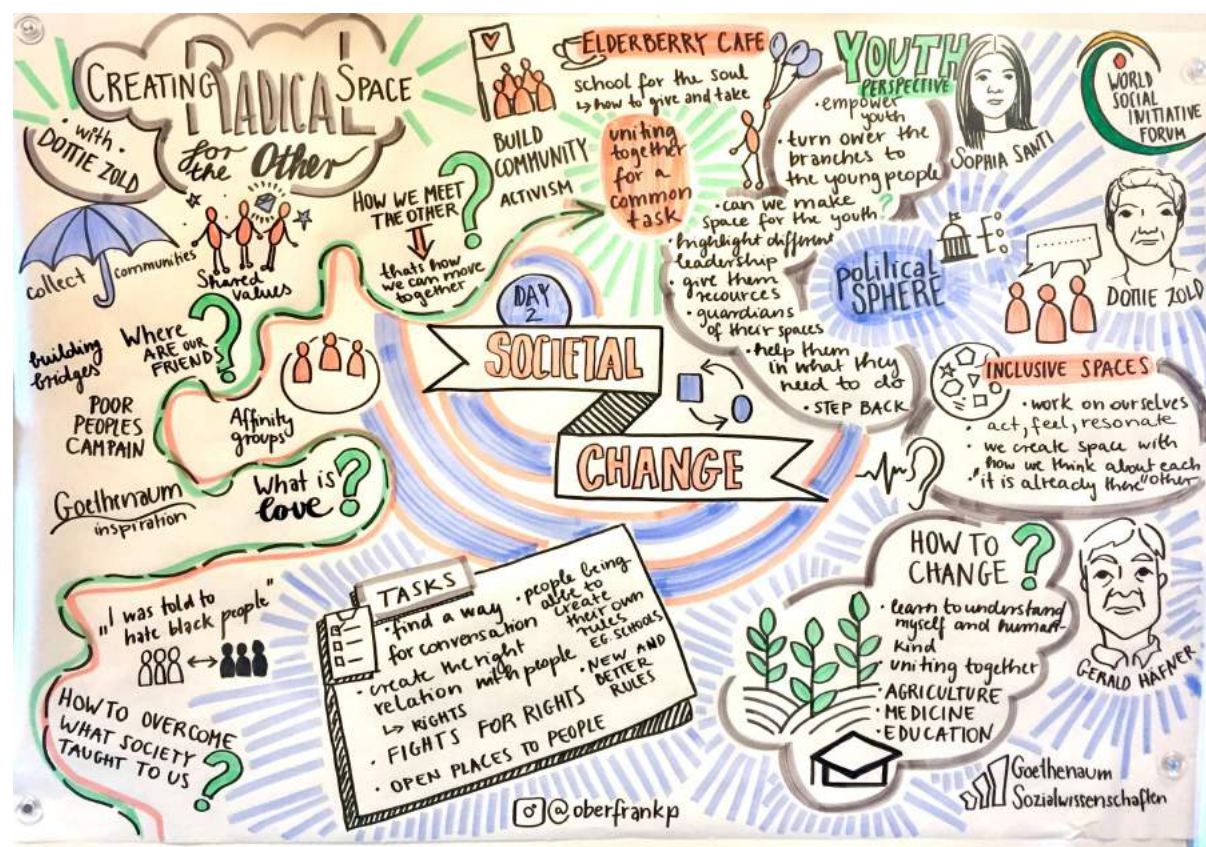 CREATING RADICAL SPACE
for the Other
• with •
DOTTIE ZOLD
collect communities
Shared
values
HOW WE MEET
THE OTHER ?
thats how
we can move
together
BUILD
COMMUNITY
ACTIVISM
ELDERBERRY CAFE
school for the soul
↳ how to give and take
uniting
together
for a
common
task
YOUTH
PERSPECTIVE
• empower
youth
• turn ower the
branches to
the young people
SOPHIA SANTI
WORLD
SOCIAL
INITIATIVE
FORUM
• can we make
space for the youth ?
• highlight different
leadership
• give them
recources
• guardians
of their spaces
• help them
in what they
need to do
• STEP BACK
political
SPHERE
DOTTIE ZOLD
building
bridges
Where
ARE OUR
FRIENDS ?
POOR
PEOPLES
CAMPAIN
Affinity
groups
Goetheanaum
inspiration
What is
love ?
DAY
2
SOCIETAL
CHANGE
INCLUSIVE SPACES
• work on ourselves
• act, feel, resonate
• we create space with
how we think about each
other
• "it is already there"
„I was told to
hate black people"
HOW TO OVERCOME
WHAT SOCIETY
TAUGHT TO US ?
TASKS
• find a way
for conversation
• create the right
relation with people
↳ RIGHTS
• FIGHTS FOR RIGHTS
• OPEN PLACES TO PEOPLE
• people being
able to
create
their own
rules
EG. SCHOOLS
• NEW AND
BETTER
RULES
HOW TO
CHANGE ?
• learn to understand
myself and human-
kind
• uniting together
• AGRICULTURE
• MEDICINE
• EDUCATION
GERALD HÄFNER
@oberfrankp
Goetheanaum
Sozialwissenschaften